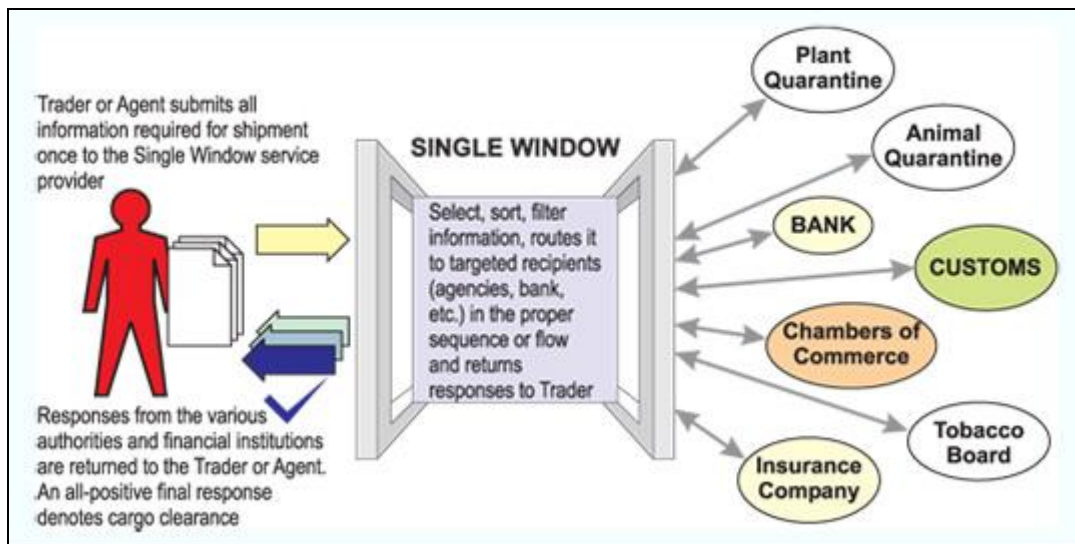 Trader or Agent submits all
information required for shipment
once to the Single Window service
provider
SINGLE WINDOW
Select, sort, filter
information, routes it
to targeted recipients
(agencies, bank,
etc.) in the proper
sequence or flow
and returns
responses to Trader
Responses from the various
authorities and financial institutions
are returned to the Trader or Agent.
An all-positive final response
denotes cargo clearance
Plant
Quarantine
Animal
Quarantine
BANK
CUSTOMS
Chambers of
Commerce
Tobacco
Board
Insurance
Company